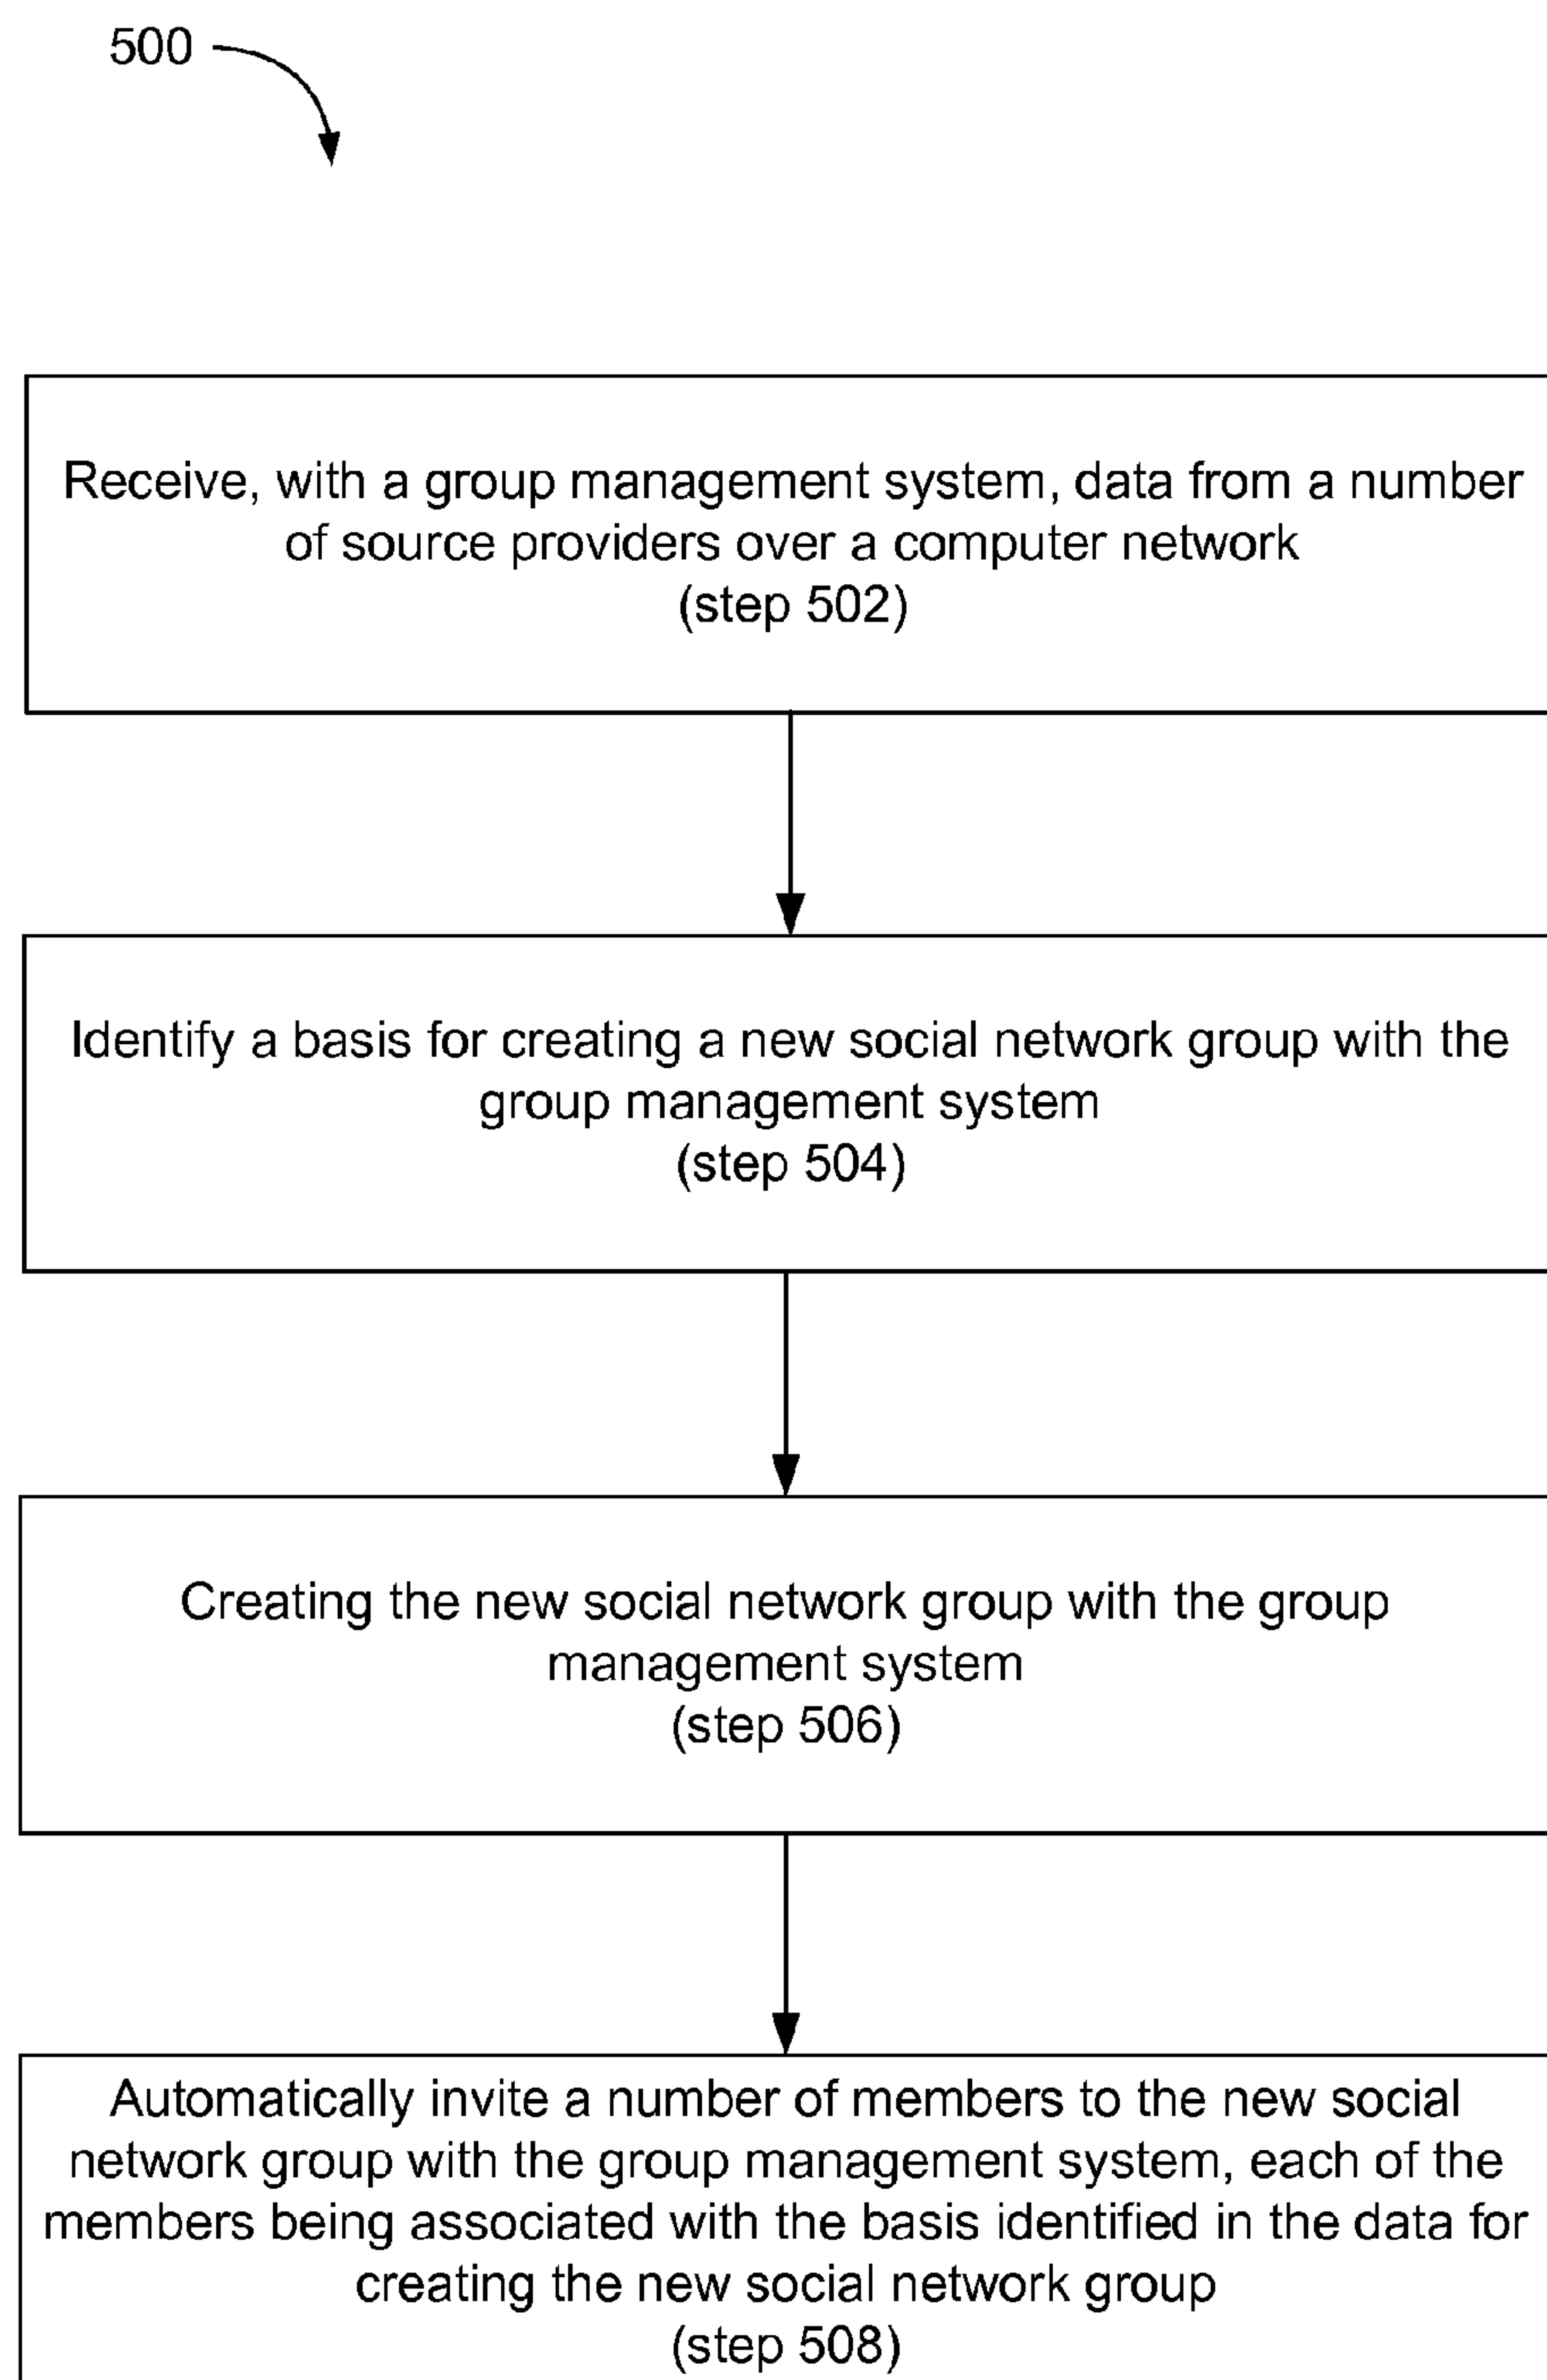 500
Receive, with a group management system, data from a number
of source providers over a computer network
(step 502)
Identify a basis for creating a new social network group with the
group management system
(step 504)
Creating the new social network group with the group
management system
(step 506)
Automatically invite a number of members to the new social
network group with the group management system, each of the
members being associated with the basis identified in the data for
creating the new social network group
(step 508)